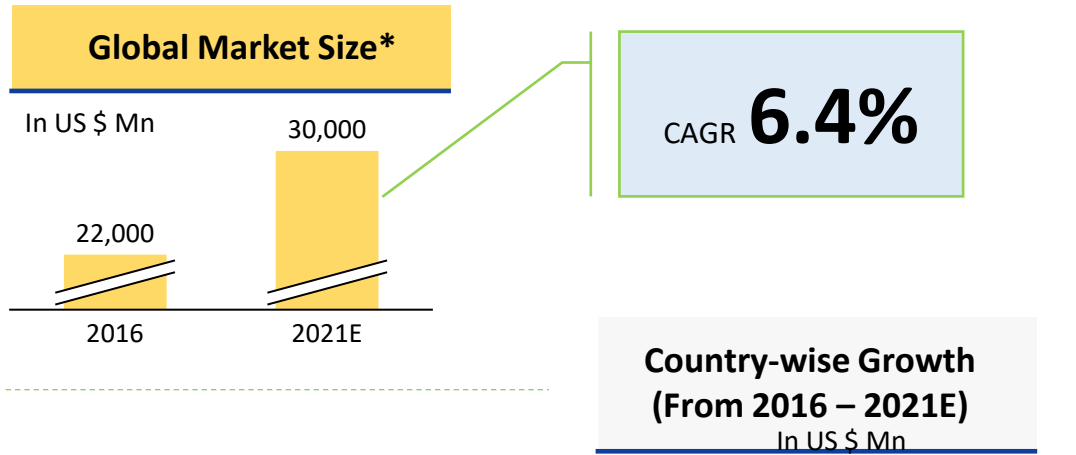 Global Market Size*
In US $ Mn
30,000
22,000
2016
2021E
CAGR 6.4%
Country-wise Growth
(From 2016 – 2021E)
In US $ Mn